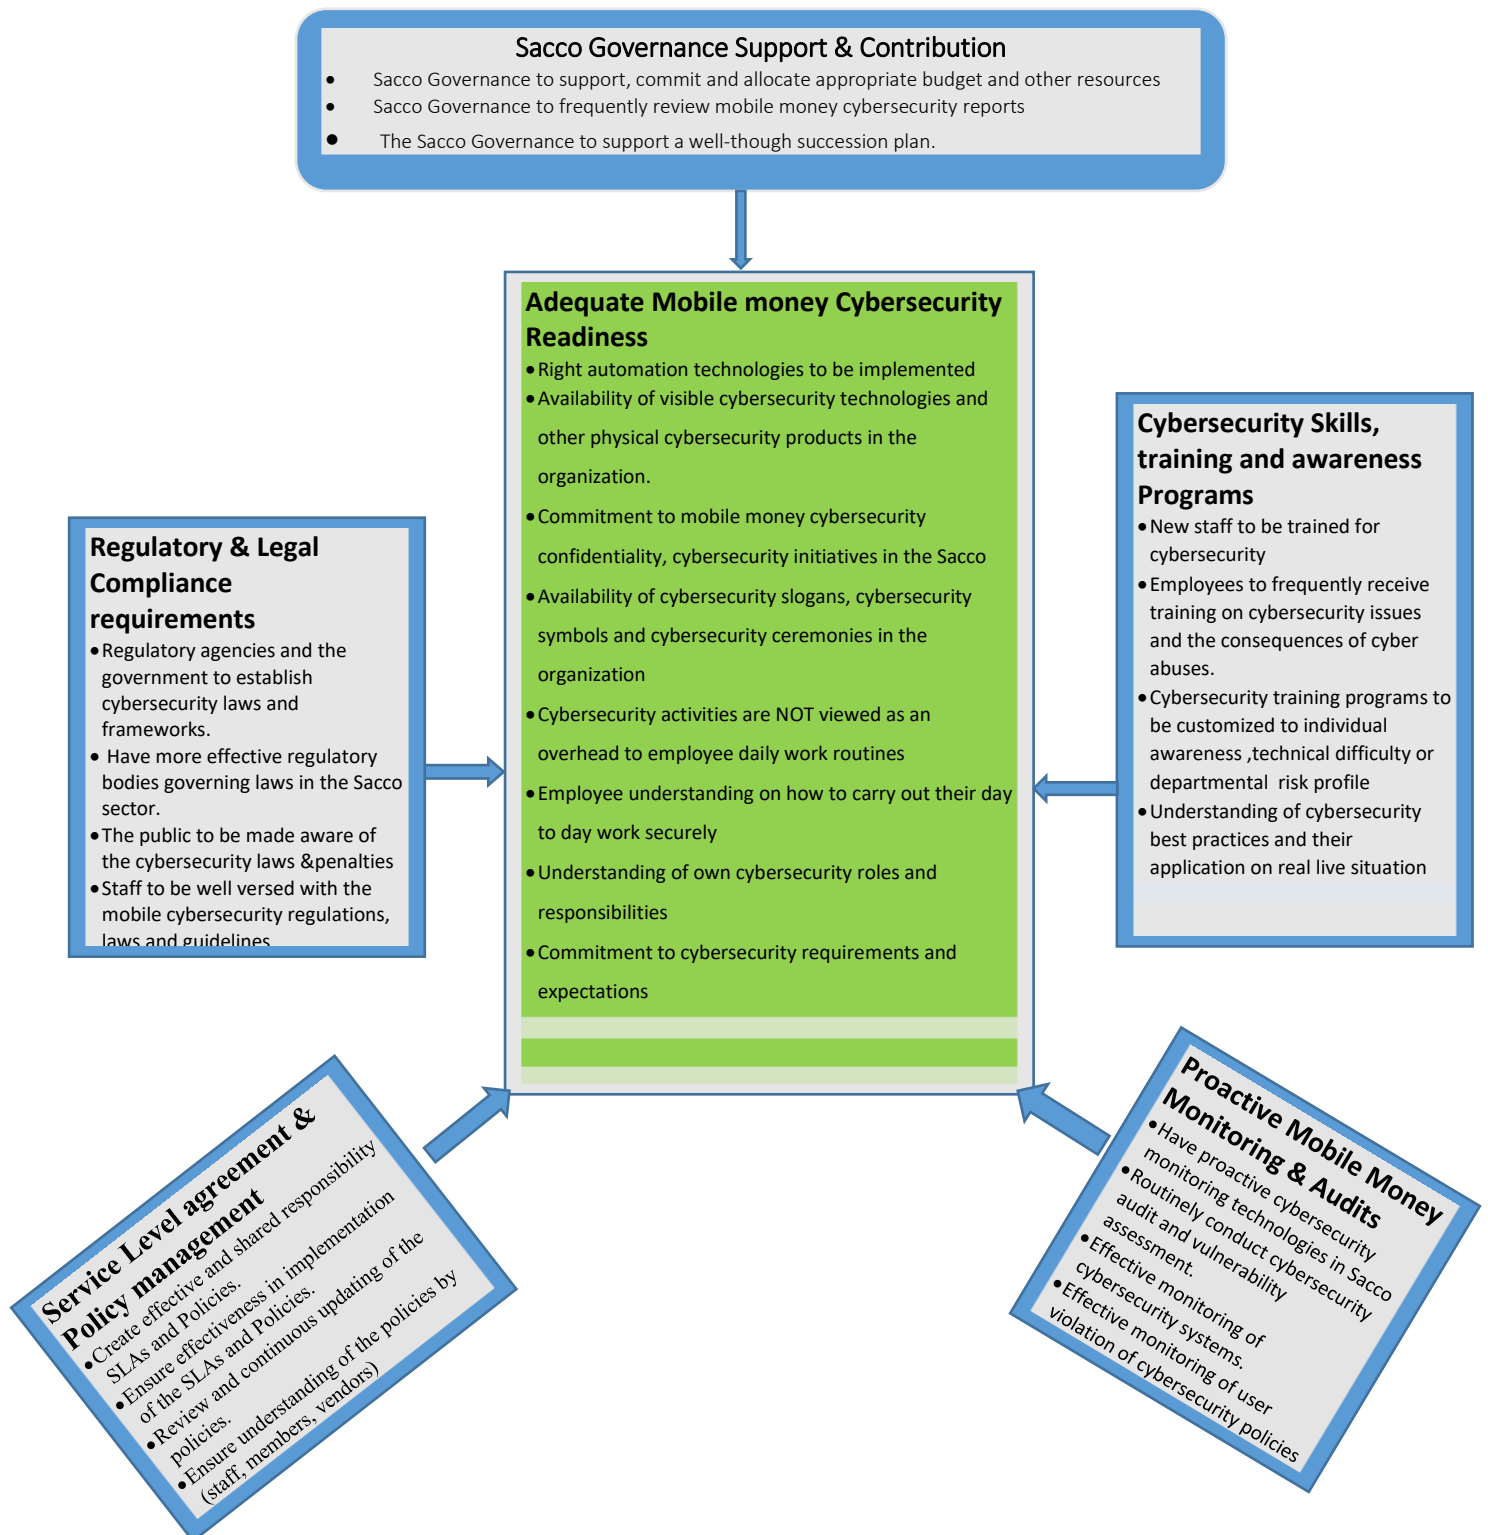 Sacco Governance Support & Contribution
• Sacco Governance to support, commit and allocate appropriate budget and other resources
• Sacco Governance to frequently review mobile money cybersecurity reports
• The Sacco Governance to support a well-though succession plan.
Adequate Mobile money Cybersecurity
Readiness
• Right automation technologies to be implemented
• Availability of visible cybersecurity technologies and
other physical cybersecurity products in the
organization.
• Commitment to mobile money cybersecurity
confidentiality, cybersecurity initiatives in the Sacco
• Availability of cybersecurity slogans, cybersecurity
symbols and cybersecurity ceremonies in the
organization
• Cybersecurity activities are NOT viewed as an
overhead to employee daily work routines
• Employee understanding on how to carry out their day
to day work securely
• Understanding of own cybersecurity roles and
responsibilities
• Commitment to cybersecurity requirements and
expectations
Regulatory & Legal
Compliance
requirements
• Regulatory agencies and the
government to establish
cybersecurity laws and
frameworks.
• Have more effective regulatory
bodies governing laws in the Sacco
sector.
• The public to be made aware of
the cybersecurity laws &penalties
• Staff to be well versed with the
mobile cybersecurity regulations,
laws and guidelines
Cybersecurity Skills,
training and awareness
Programs
• New staff to be trained for
cybersecurity
• Employees to frequently receive
training on cybersecurity issues
and the consequences of cyber
abuses.
• Cybersecurity training programs to
be customized to individual
awareness ,technical difficulty or
departmental risk profile
• Understanding of cybersecurity
best practices and their
application on real live situation
Service Level agreement &
Policy management
• Create effective and shared responsibility
SLAs and Policies.
• Ensure effectiveness in implementation
of the SLAs and Policies.
• Review and continuous updating of the
policies.
• Ensure understanding of the policies by
(staff, members, vendors)
Proactive Mobile Money
Monitoring & Audits
• Have proactive cybersecurity
monitoring technologies in Sacco
• Routinely conduct cybersecurity
audit and vulnerability
assessment.
• Effective monitoring of
cybersecurity systems.
• Effective monitoring of user
violation of cybersecurity policies